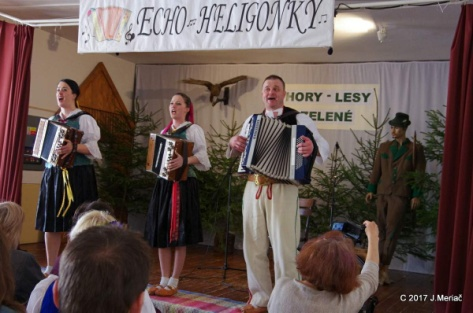 ECHO-HELIGONKY
HORY - LESY
ZELENÉ
C 2017 J.Meriač